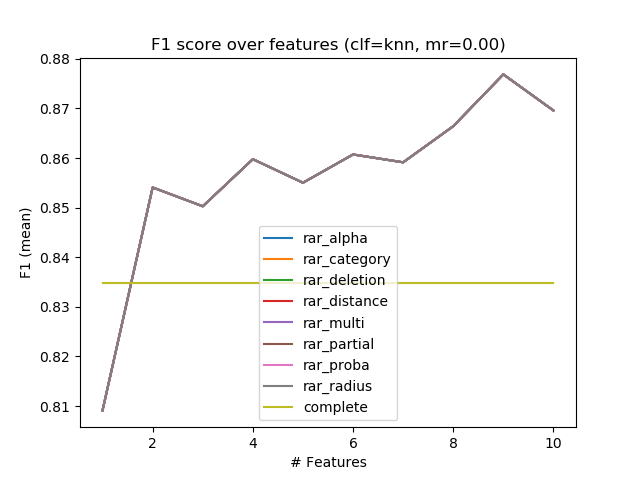 F1 score over features (clf=knn, mr=0.00)
0.88
0.87
0.86
0.85
0.84
0.83
0.82
0.81
F1 (mean)
rar_alpha
rar_category
rar_deletion
rar_distance
rar_multi
rar_partial
rar_proba
rar_radius
complete
2 4 6 8 10
# Features